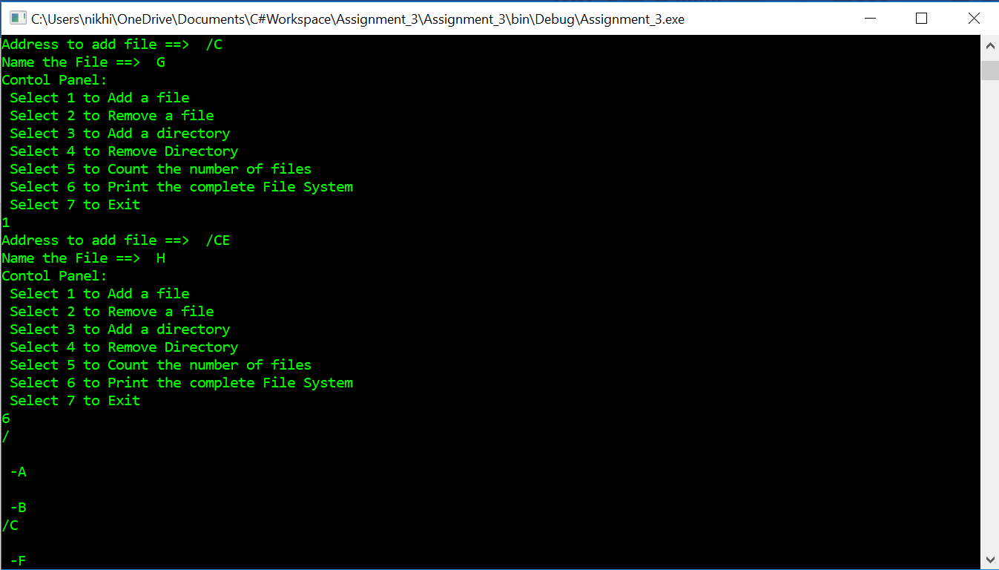 C:\Users\nikhi\OneDrive\Documents\C#Workspace\Assignment_3\Assignment_3\bin\Debug\Assignment_3.exe
Address to add file ==>  /C
Name the File ==>  G
Contol Panel:
 Select 1 to Add a file
 Select 2 to Remove a file
 Select 3 to Add a directory
 Select 4 to Remove Directory
 Select 5 to Count the number of files
 Select 6 to Print the complete File System
 Select 7 to Exit
1
Address to add file ==>  /CE
Name the File ==>  H
Contol Panel:
 Select 1 to Add a file
 Select 2 to Remove a file
 Select 3 to Add a directory
 Select 4 to Remove Directory
 Select 5 to Count the number of files
 Select 6 to Print the complete File System
 Select 7 to Exit
6
/
 -A
 -B
/C
 -F